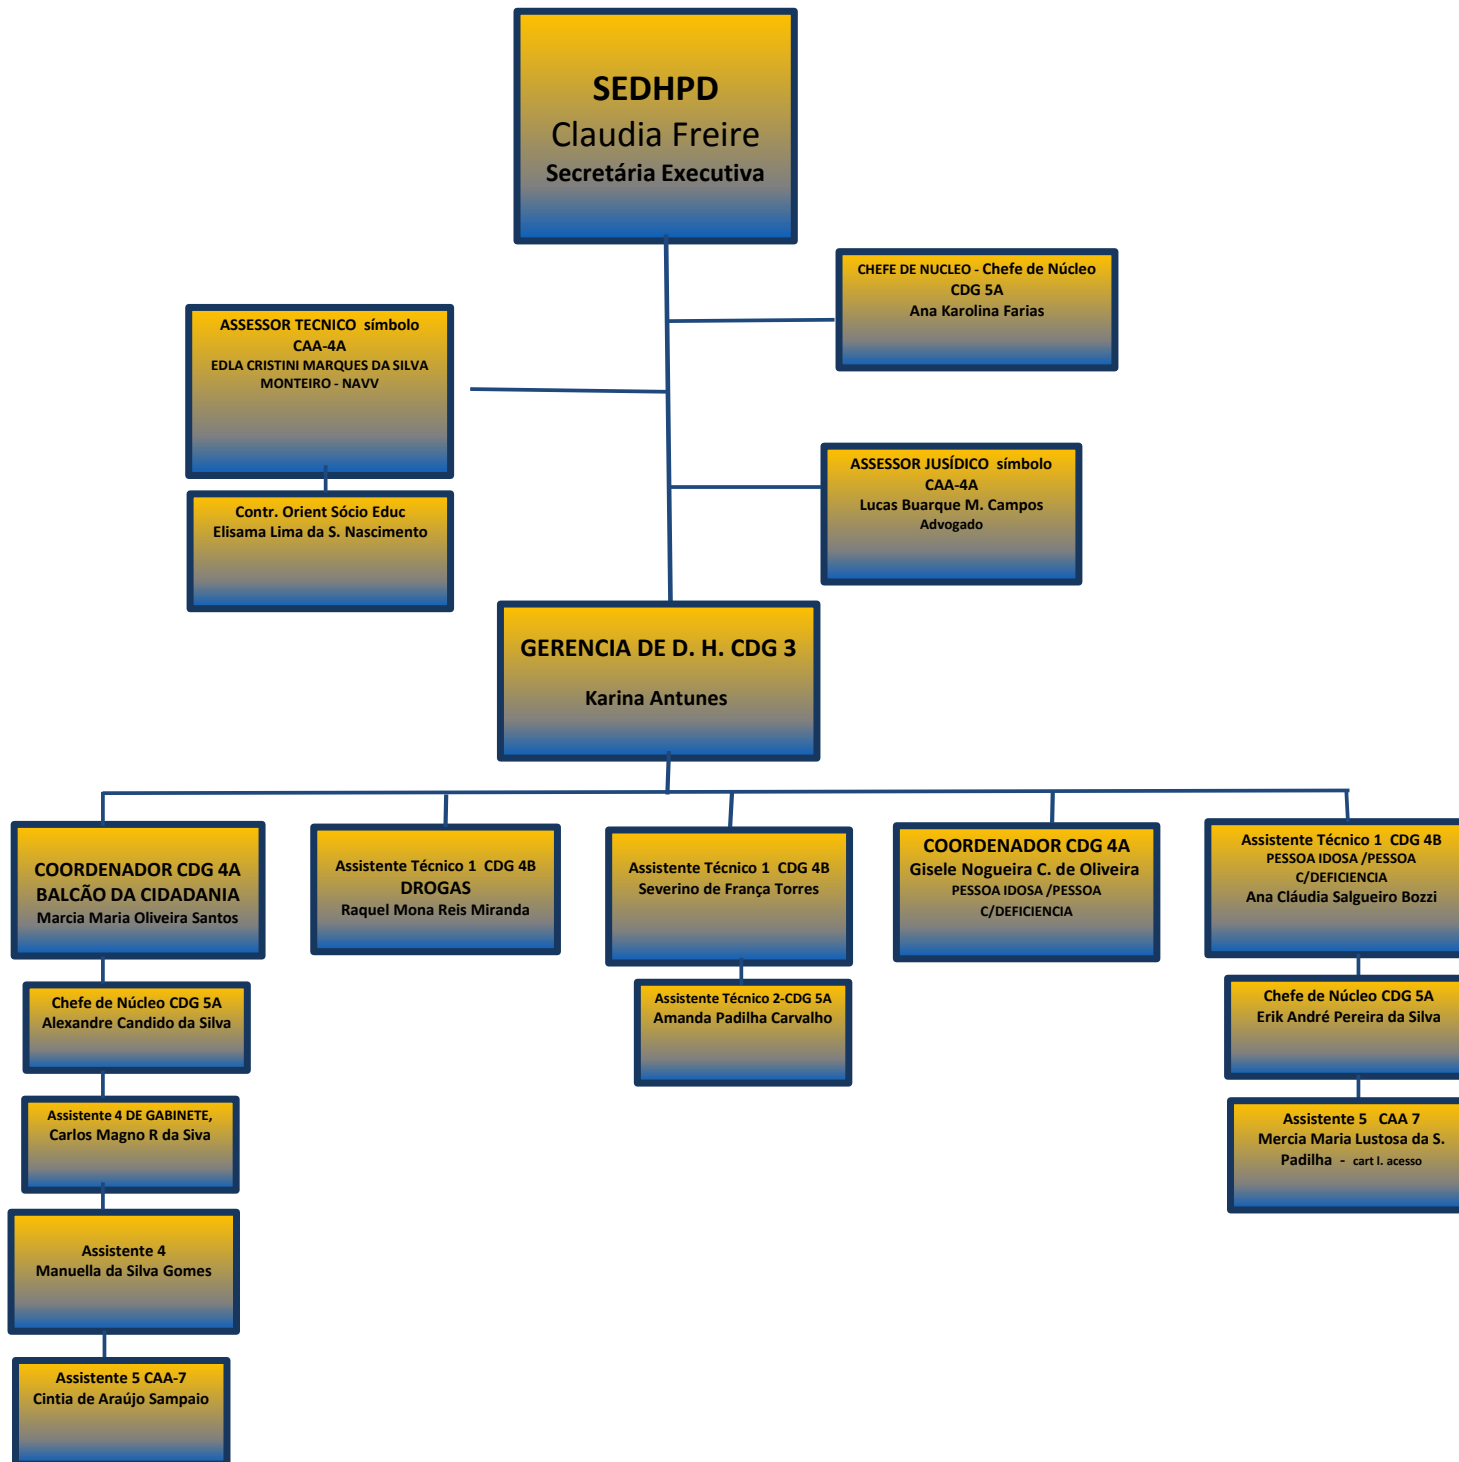 SEDHPD
Claudia Freire
Secretária Executiva
CHEFE DE NUCLEO - Chefe de Núcleo
CDG 5A
Ana Karolina Farias
ASSESSOR TECNICO símbolo
CAA-4A
EDLA CRISTINI MARQUES DA SILVA
MONTEIRO - NAVV
ASSESSOR JUSÍDICO símbolo
CAA-4A
Lucas Buarque M. Campos
Advogado
Contr. Orient Sócio Educ
Elisama Lima da S. Nascimento
GERENCIA DE D. H. CDG 3
Karina Antunes
COORDENADOR CDG 4A
BALCÃO DA CIDADANIA
Marcia Maria Oliveira Santos
Assistente Técnico 1 CDG 4B
DROGAS
Raquel Mona Reis Miranda
Assistente Técnico 1 CDG 4B
Severino de França Torres
COORDENADOR CDG 4A
Gisele Nogueira C. de Oliveira
PESSOA IDOSA /PESSOA
C/DEFICIENCIA
Assistente Técnico 1 CDG 4B
PESSOA IDOSA /PESSOA
C/DEFICIENCIA
Ana Cláudia Salgueiro Bozzi
Chefe de Núcleo CDG 5A
Alexandre Candido da Silva
Assistente Técnico 2-CDG 5A
Amanda Padilha Carvalho
Chefe de Núcleo CDG 5A
Erik André Pereira da Silva
Assistente 4 DE GABINETE,
Carlos Magno R da Siva
Assistente 5 CAA 7
Mercia Maria Lustosa da S.
Padilha - cart l. acesso
Assistente 4
Manuella da Silva Gomes
Assistente 5 CAA-7
Cintia de Araújo Sampaio